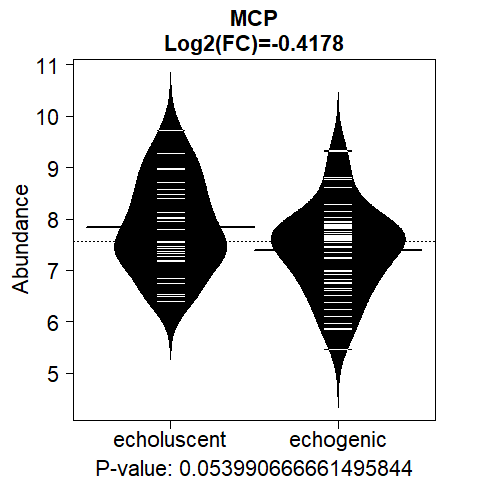 MCP
Log2(FC)=-0.4178
Abundance
11
10
9
8
7
6
5
echoluscent
echogenic
P-value: 0.053990666661495844